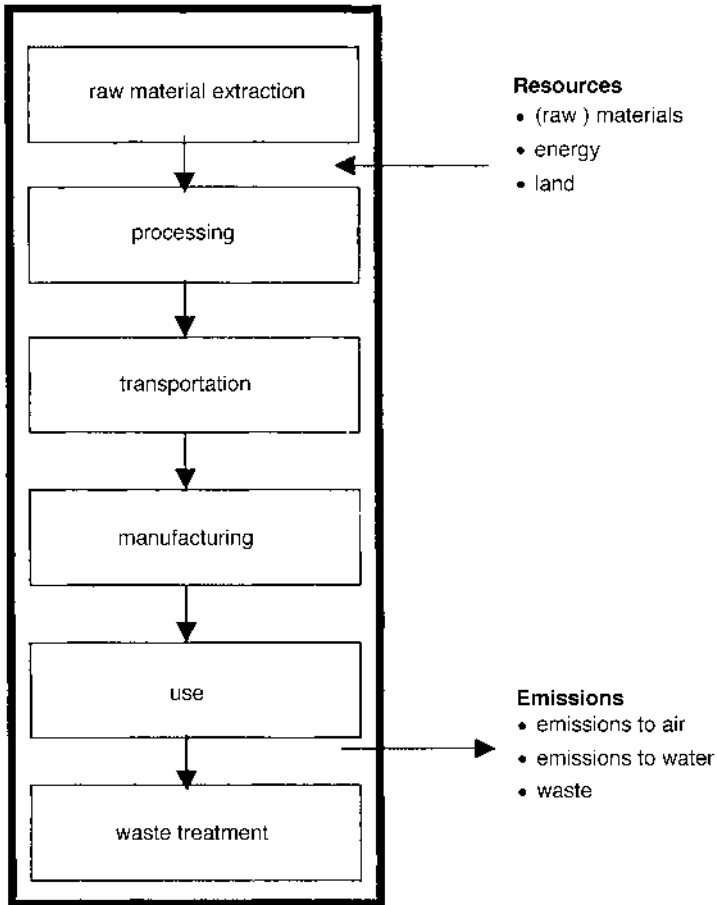 raw material extraction
Resources
• (raw ) materials
• energy
• land
processing
transportation
manufacturing
use
Emissions
• emissions to air
• emissions to water
• waste
waste treatment